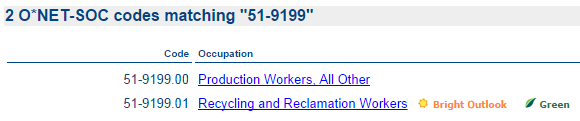 2 O*NET-SOC codes matching "51-9199"
Code Occupation
51-9199.00 Production Workers, All Other
51-9199.01 Recycling and Reclamation Workers Bright Outlook Green